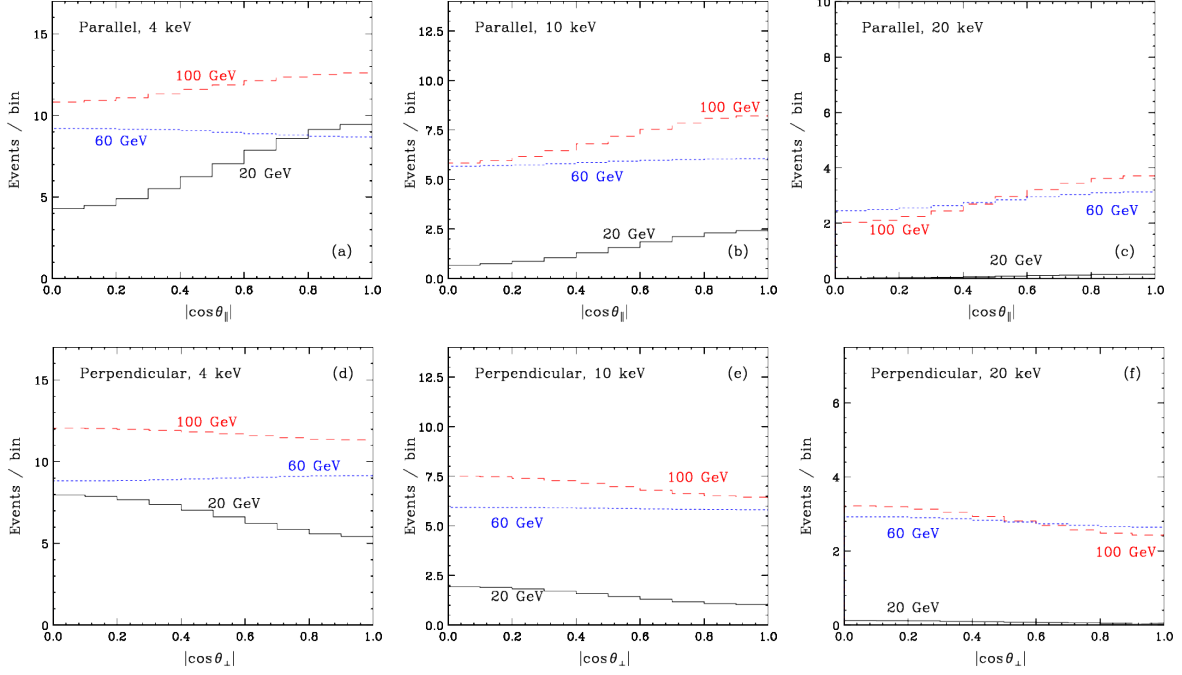 Parallel, 4 keV
100 GeV
60 GeV
20 GeV
(a)
Events / bin
15
10
5
0
0.0 0.2 0.4 0.6 0.8 1.0
|cosθ∥|
Parallel, 10 keV
100 GeV
60 GeV
20 GeV
(b)
Events / bin
12.5
10.0
7.5
5.0
2.5
0.0
0.0 0.2 0.4 0.6 0.8 1.0
|cosθ∥|
Parallel, 20 keV
60 GeV
100 GeV
20 GeV
(c)
Events / bin
10
8
6
4
2
0
0.0 0.2 0.4 0.6 0.8 1.0
|cosθ∥|
Perpendicular, 4 keV (d)
100 GeV
60 GeV
20 GeV
Events / bin
15
10
5
0
0.0 0.2 0.4 0.6 0.8 1.0
|cosθ⊥|
Perpendicular, 10 keV (e)
100 GeV
60 GeV
20 GeV
Events / bin
12.5
10.0
7.5
5.0
2.5
0.0
0.0 0.2 0.4 0.6 0.8 1.0
|cosθ⊥|
Perpendicular, 20 keV (f)
60 GeV
100 GeV
20 GeV
Events / bin
6
4
2
0
0.0 0.2 0.4 0.6 0.8 1.0
|cosθ⊥|